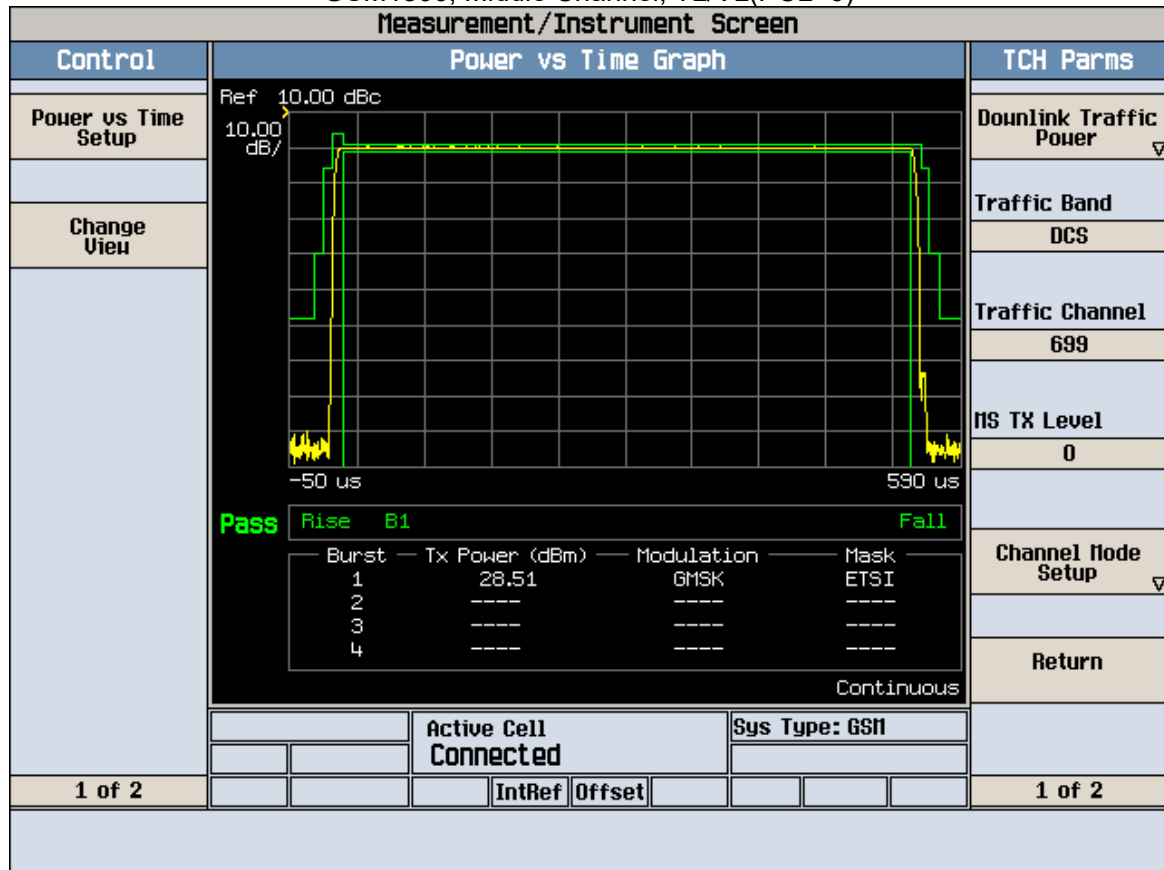 Measurement/Instrument Screen
Control
Power vs Time Graph
TCH Parms
Power vs Time
Setup
Change
View
1 of 2
Ref 10.00 dBc
10.00
dB/
-50 us
590 us
Pass
Rise B1
Fall
Burst Tx Power (dBm) Modulation Mask
1 28.51 GMSK ETSI
2 ---- ---- ----
3 ---- ---- ----
4 ---- ---- ----
Continuous
Active Cell
Connected
Sys Type: GSM
IntRef Offset
Downlink Traffic
Power
Traffic Band
DCS
Traffic Channel
699
MS TX Level
0
Channel Mode
Setup
Return
1 of 2